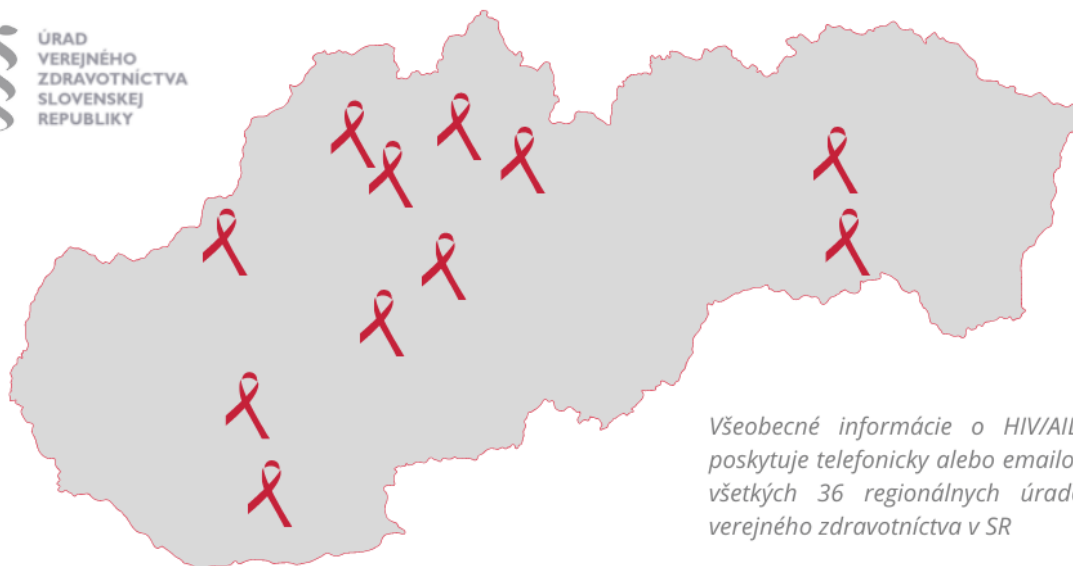 ÚRAD
VEREJNÉHO
ZDRAVOTNÍCTVA
SLOVENSKEJ
REPUBLIKY
Všeobecné informácie o
poskytuje telefonicky alebo
všetkých 36 regionálnych
verejného zdravotníctva v SR